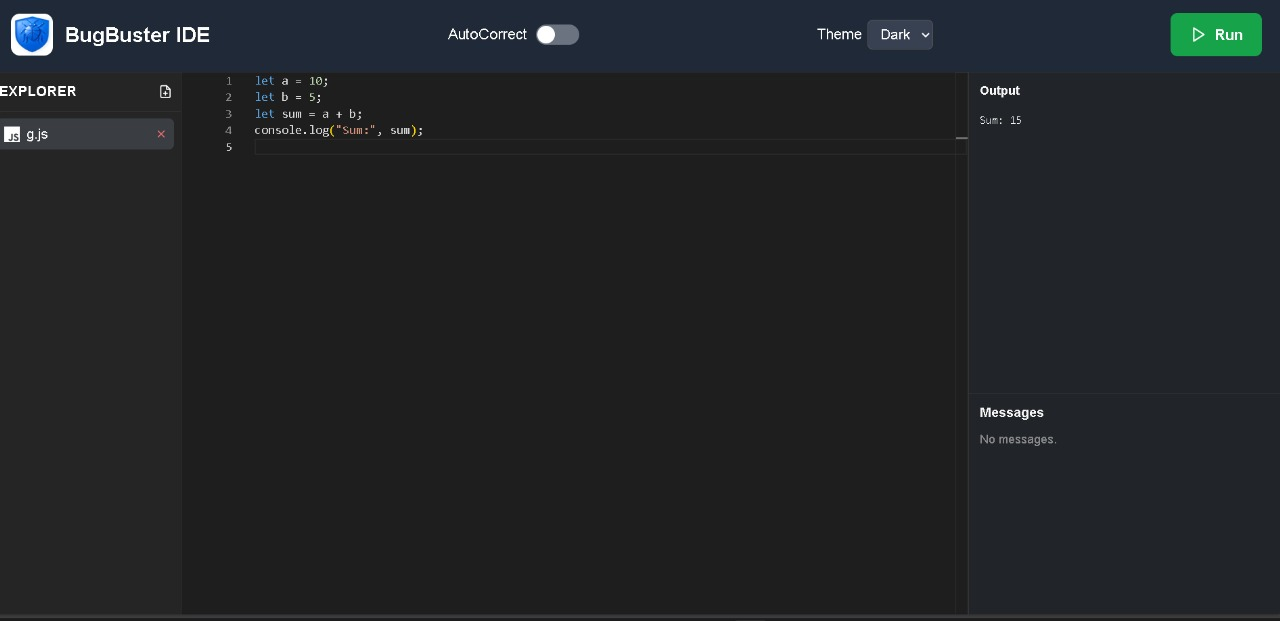 BugBuster IDE
AutoCorrect
Theme
Dark
Run
EXPLORER
JS g.js
1 let a = 10;
2 let b = 5;
3 let sum = a + b;
4 console.log("Sum:", sum);
5
Output
Sum: 15
Messages
No messages.